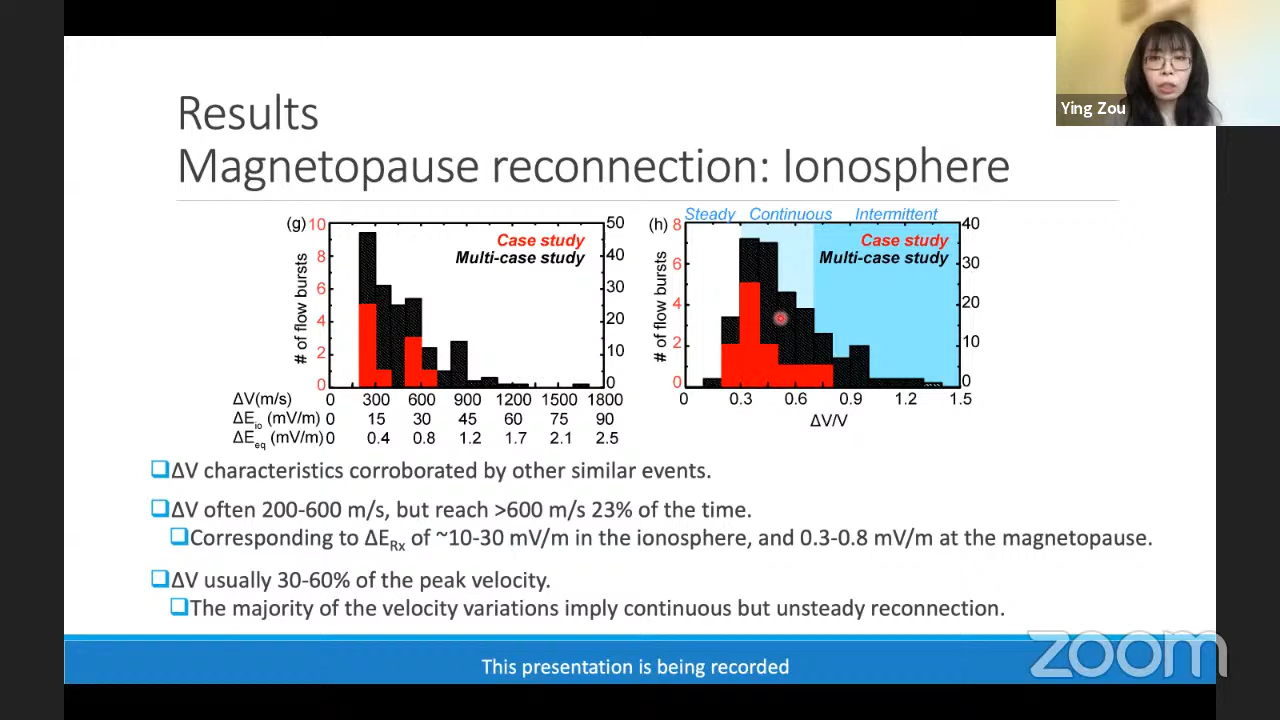 Ying Zou
Results
Magnetopause reconnection: Ionosphere
(g)
10
8
6
4
2
0
# of flow bursts
Case study
Multi-case study
50
40
30
20
10
0
ΔV(m/s) 0 300 600 900 1200 1500 1800
ΔEio (mV/m) 0 15 30 45 60 75 90
ΔEeq (mV/m) 0 0.4 0.8 1.2 1.7 2.1 2.5
(h)
Steady Continuous Intermittent
8
6
4
2
0
# of flow bursts
Case study
Multi-case study
40
30
20
10
0
0 0.3 0.6 0.9 1.2 1.5
ΔV/V
ΔV characteristics corroborated by other similar events.
ΔV often 200-600 m/s, but reach >600 m/s 23% of the time.
Corresponding to ΔERx of ~10-30 mV/m in the ionosphere, and 0.3-0.8 mV/m at the magnetopause.
ΔV usually 30-60% of the peak velocity.
The majority of the velocity variations imply continuous but unsteady reconnection.
This presentation is being recorded
zoom